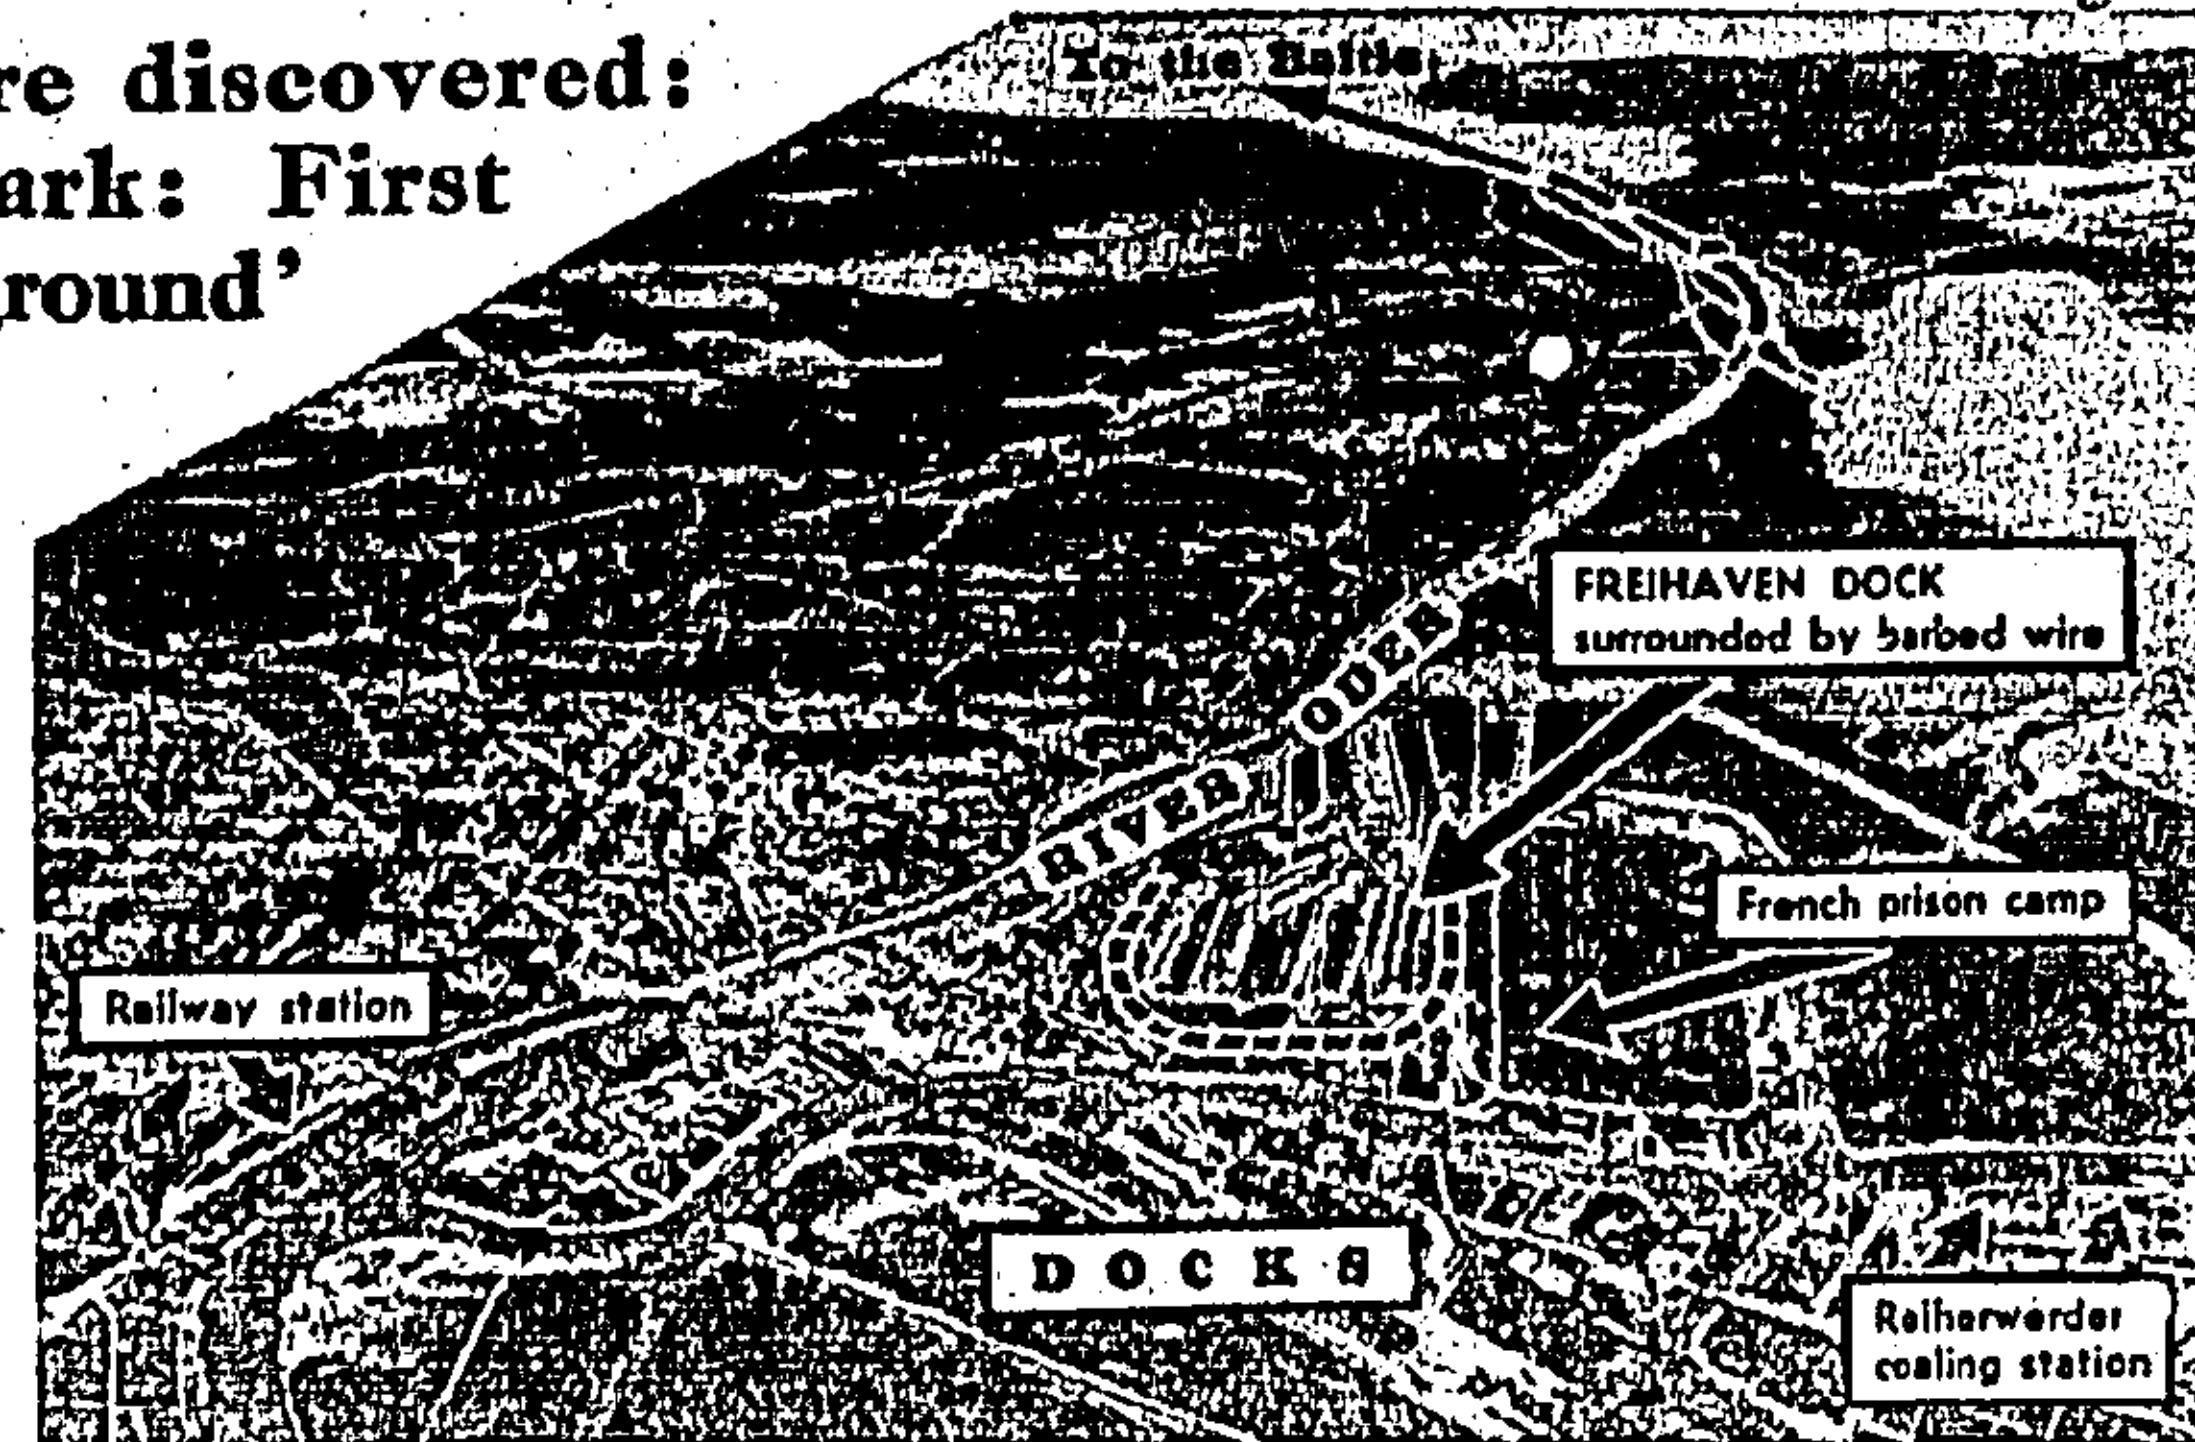 re discovered:
ark: First
round'
To the Baltic
FREIHAVEN DOCK
surrounded by barbed wire
RIVER ODER
French prison camp
Railway station
DOCKS
Reiherwerder
coaling station